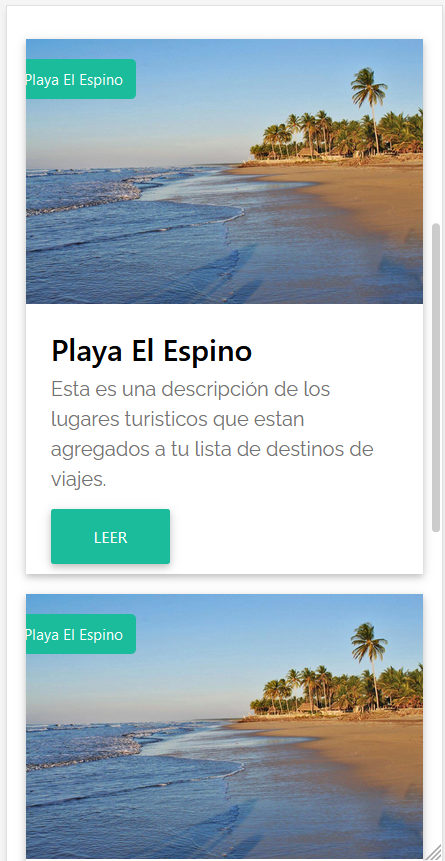 Playa El Espino
Playa El Espino
Esta es una descripción de los
lugares turisticos que estan
agregados a tu lista de destinos de
viajes.
LEER
Playa El Espino